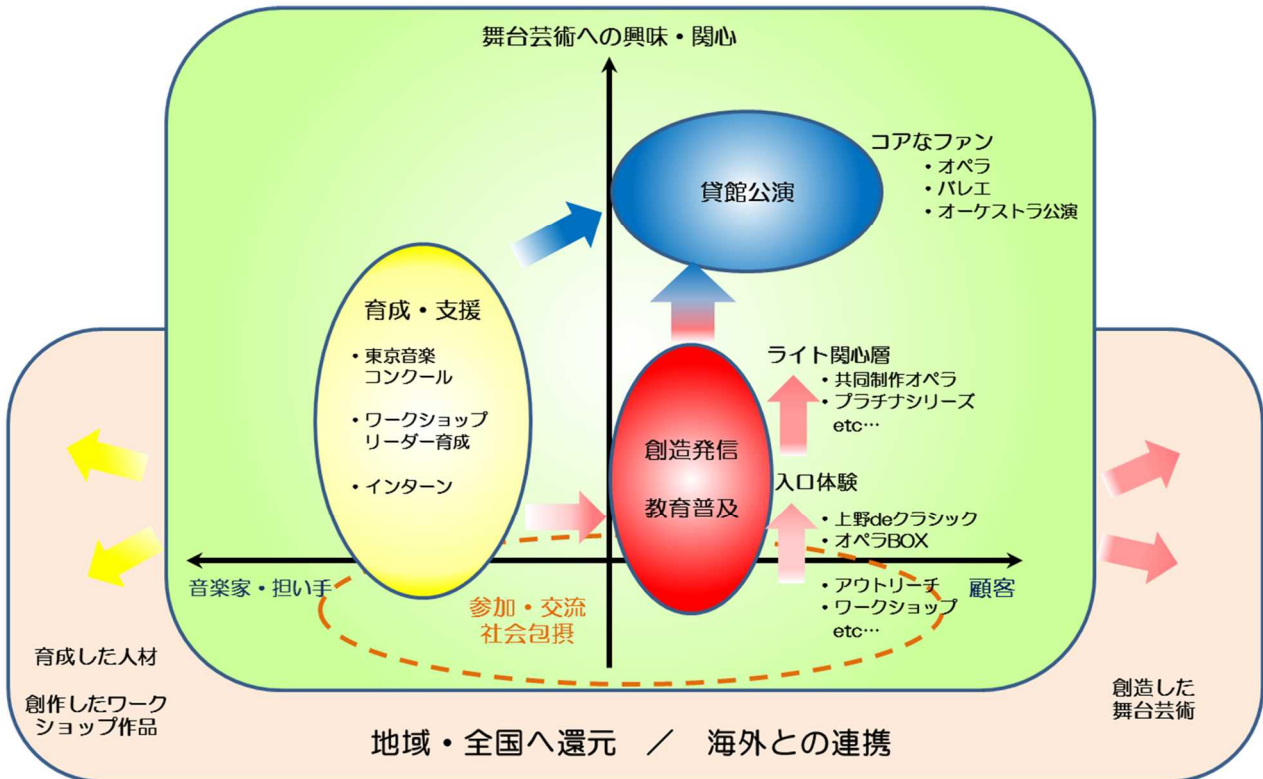 舞台芸術への興味・関心
コアなファン
・オペラ
・バレエ
・オーケストラ公演
貸館公演
育成・支援
・東京音楽
コンクール
・ワークショップ
リーダー育成
・インターン
ライト関心層
・共同制作オペラ
・プラチナシリーズ
etc…
創造発信
教育普及
入口体験
・上野deクラシック
・オペラBOX
・アウトリーチ
・ワークショップ
etc…
音楽家・担い手
顧客
参加・交流
社会包摂
育成した人材
創作したワーク
ショップ作品
創造した
舞台芸術
地域・全国へ還元 / 海外との連携